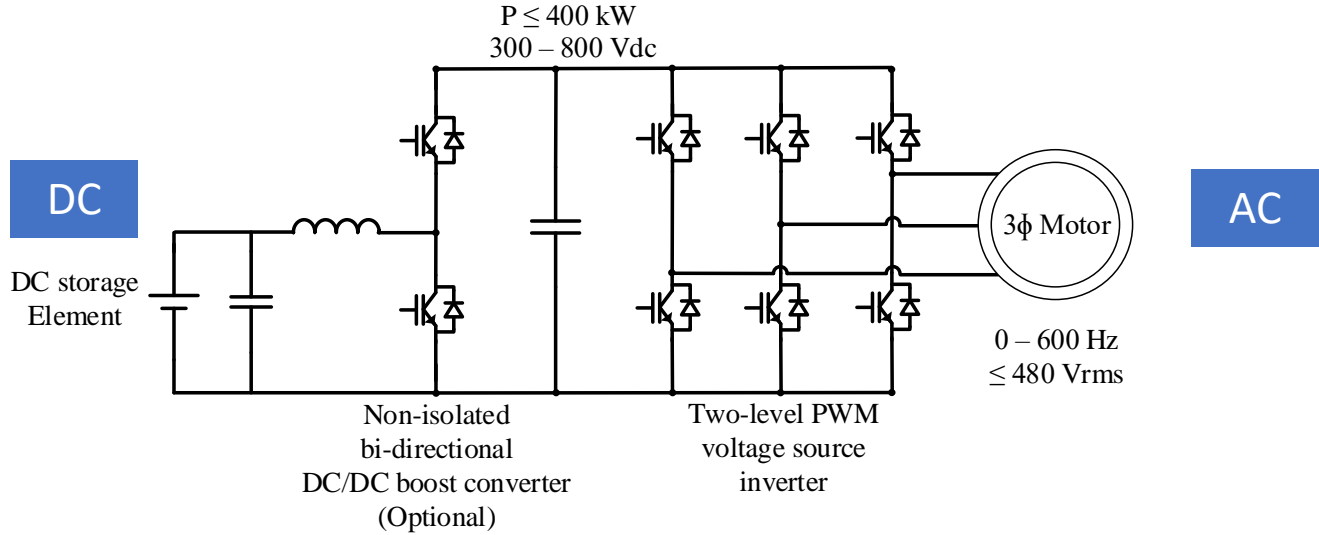 P ≤ 400 kW
300 – 800 Vdc
DC
DC storage
Element
3ϕ Motor
AC
0 – 600 Hz
≤ 480 Vrms
Non-isolated
bi-directional
DC/DC boost converter
(Optional)
Two-level PWM
voltage source
inverter